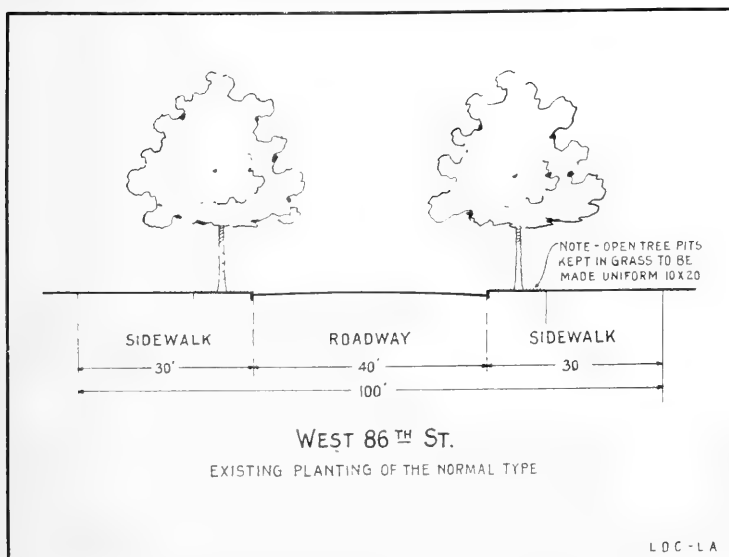 NOTE - OPEN TREE PITS
KEPT IN GRASS TO BE
MADE UNIFORM 10X20
SIDEWALK ROADWAY SIDEWALK
30' 40' 30
100'
WEST 86TH ST.
EXISTING PLANTING OF THE NORMAL TYPE
LDC-LA